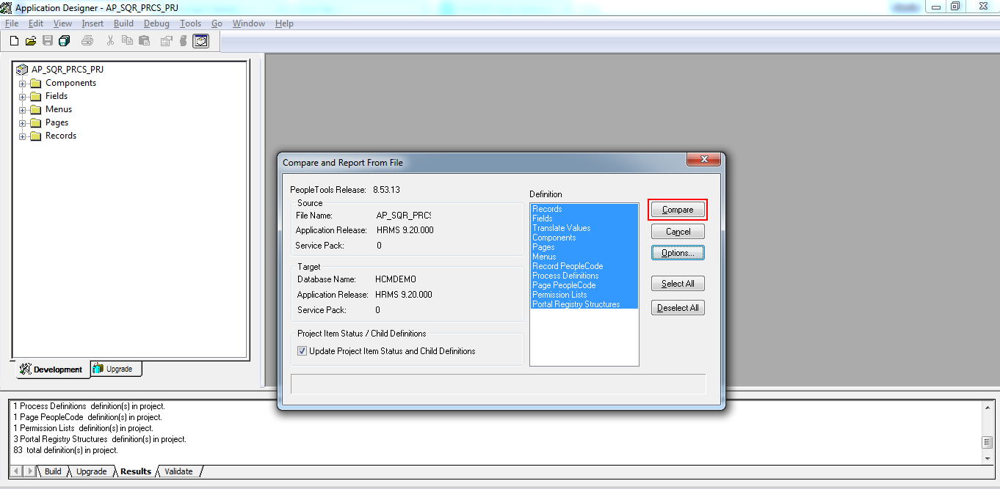 Application Designer - AP_SQR_PRCS_PRJ
File Edit View Insert Build Debug Tools Go Window Help
AP_SQR_PRCS_PRJ
Components
Fields
Menus
Pages
Records
Development Upgrade
Compare and Report From File
PeopleTools Release: 8.53.13
Source
File Name: AP_SQR_PRCS
Application Release: HRMS 9.20.000
Service Pack: 0
Target
Database Name: HCMDEMO
Application Release: HRMS 9.20.000
Service Pack: 0
Project Item Status / Child Definitions
Update Project Item Status and Child Definitions
Definition
Records
Fields
Translate Values
Components
Pages
Menus
Record PeopleCode
Process Definitions
Page PeopleCode
Permission Lists
Portal Registry Structures
Compare
Cancel
Options...
Select All
Deselect All
1 Process Definitions definition(s) in project.
1 Page PeopleCode definition(s) in project.
1 Permission Lists definition(s) in project.
3 Portal Registry Structures definition(s) in project.
83 total definition(s) in project.
Build Upgrade Results Validate